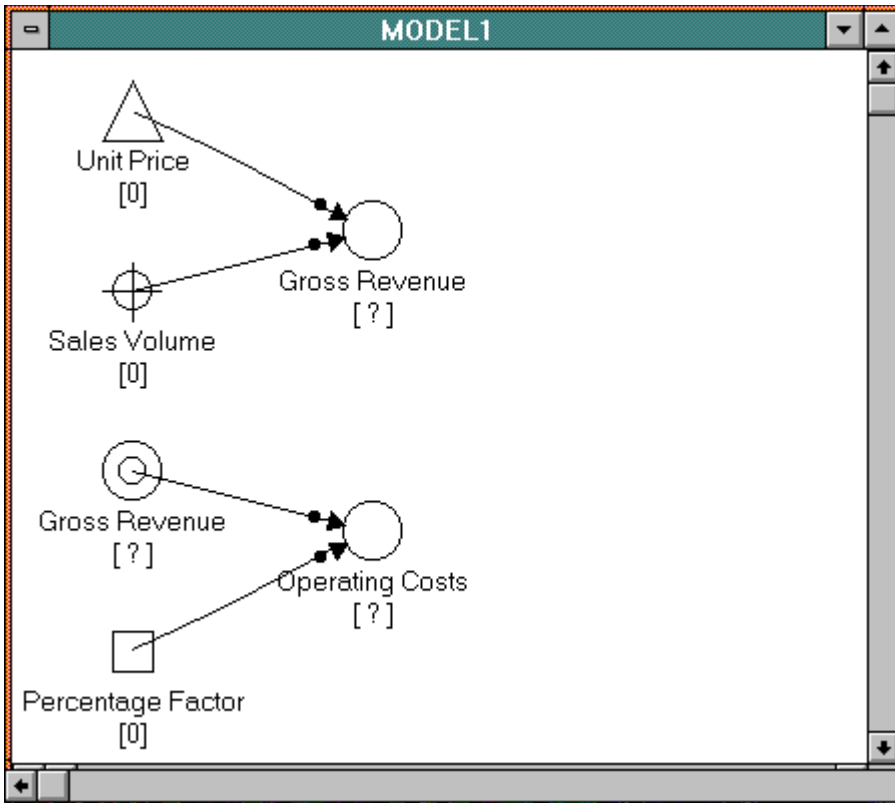 MODEL1
Unit Price
[0]
Gross Revenue
[ ? ]
Sales Volume
[0]
Gross Revenue
[ ? ]
Operating Costs
[ ? ]
Percentage Factor
[0]